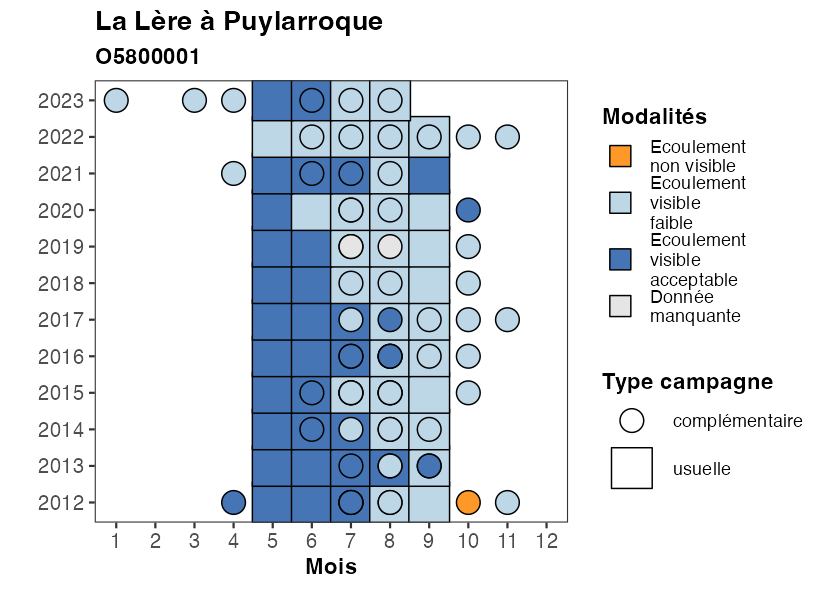 La Lère à Puylarroque
O5800001
2023
2022
2021
2020
2019
2018
2017
2016
2015
2014
2013
2012
1 2 3 4 5 6 7 8 9 10 11 12
Mois
Modalités
Ecoulement
non visible
Ecoulement
visible
faible
Ecoulement
visible
acceptable
Donnée
manquante
Type campagne
complémentaire
usuelle